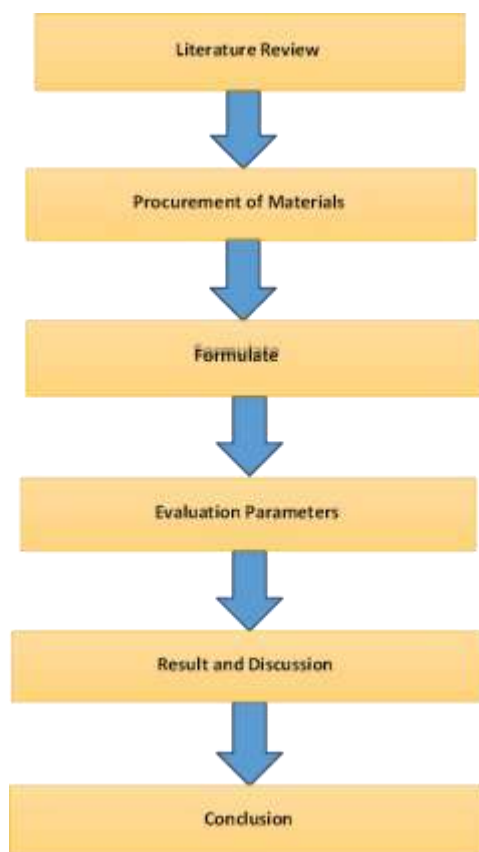 Literature Review
Procurement of Materials
Formulate
Evaluation Parameters
Result and Discussion
Conclusion